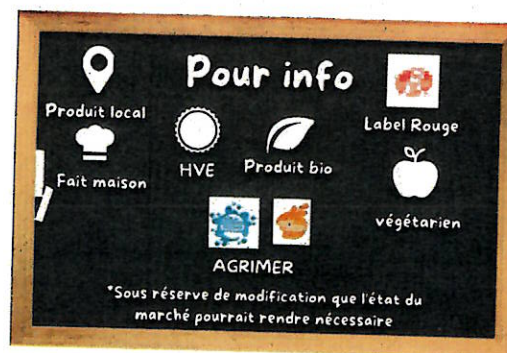 Pour info
Produit local
Label Rouge
HVE
Produit bio
Fait maison
végétarien
AGRIMER
*Sous réserve de modification que l'état du
marché pourrait rendre nécessaire